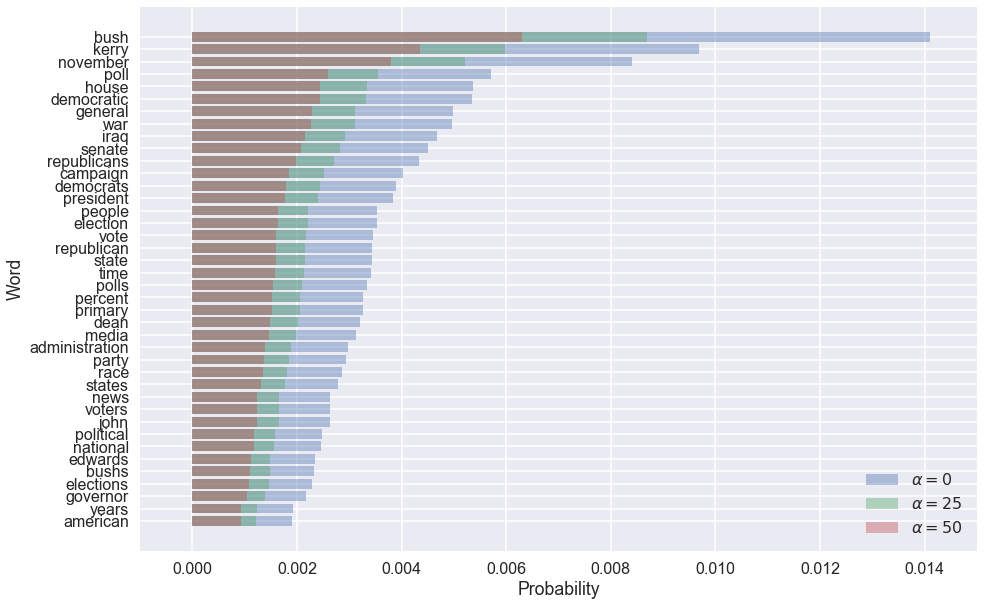 bush
kerry
november
poll
house
democratic
general
war
iraq
senate
republicans
campaign
democrats
president
people
election
vote
republican
state
time
polls
percent
primary
dean
media
administration
party
race
states
news
voters
john
political
national
edwards
bushs
elections
governor
years
american
Word
α = 0
α = 25
α = 50
0.000 0.002 0.004 0.006 0.008 0.010 0.012 0.014
Probability